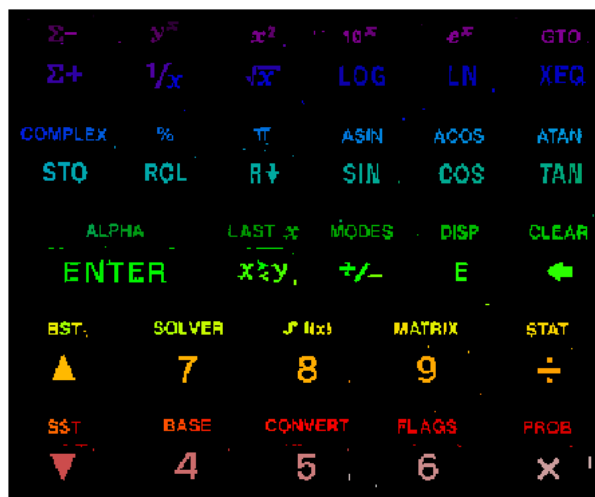 Σ− y^x x² 10^x e^x GTO
Σ+ 1/x √x LOG LN XEQ
COMPLEX % π ASIN ACOS ATAN
STO RCL R↓ SIN COS TAN
ALPHA LAST x MODES DISP CLEAR
ENTER x≷y +/− E ←
BST SOLVER ∫f(x) MATRIX STAT
▲ 7 8 9 ÷
SST BASE CONVERT FLAGS PROB
▼ 4 5 6 ×